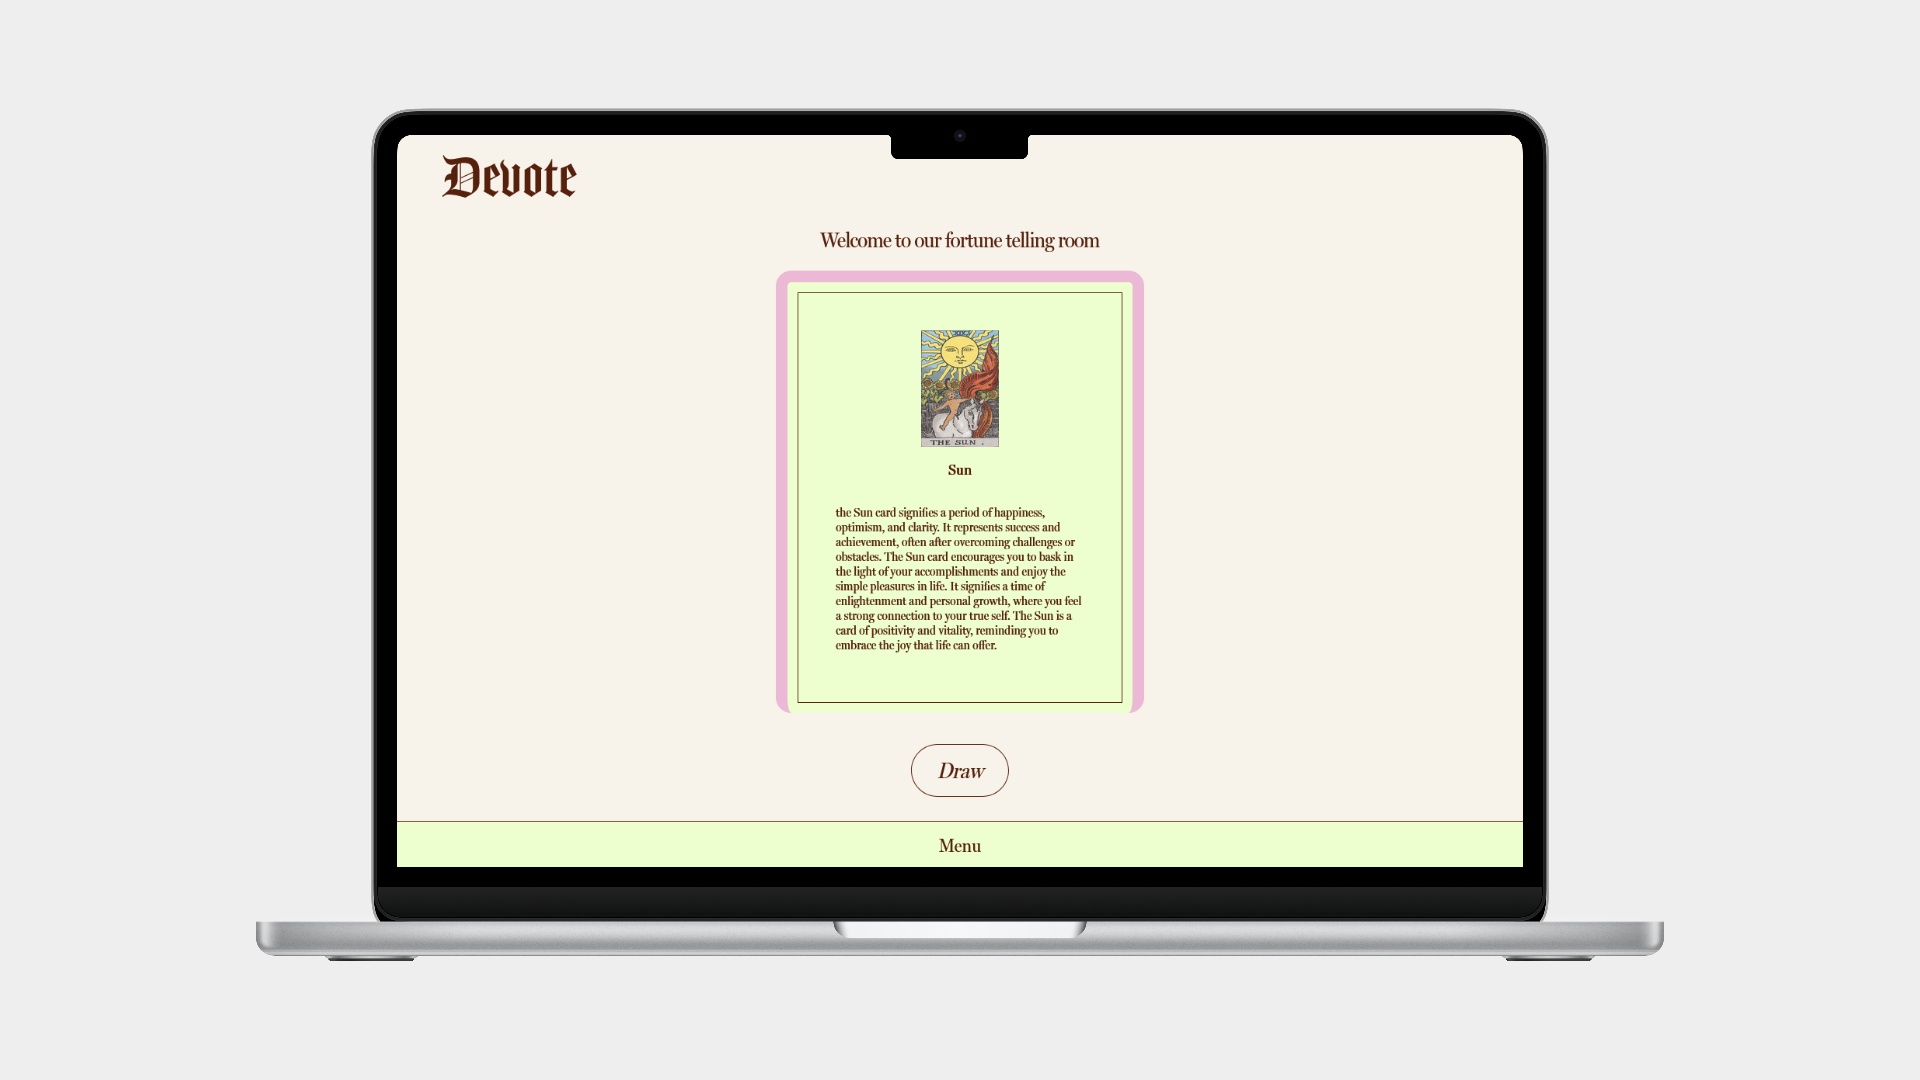 Devote
Welcome to our fortune telling room
THE SUN .
Sun
the Sun card signifies a period of happiness,
optimism, and clarity. It represents success and
achievement, often after overcoming challenges or
obstacles. The Sun card encourages you to bask in
the light of your accomplishments and enjoy the
simple pleasures in life. It signifies a time of
enlightenment and personal growth, where you feel
a strong connection to your true self. The Sun is a
card of positivity and vitality, reminding you to
embrace the joy that life can offer.
Draw
Menu